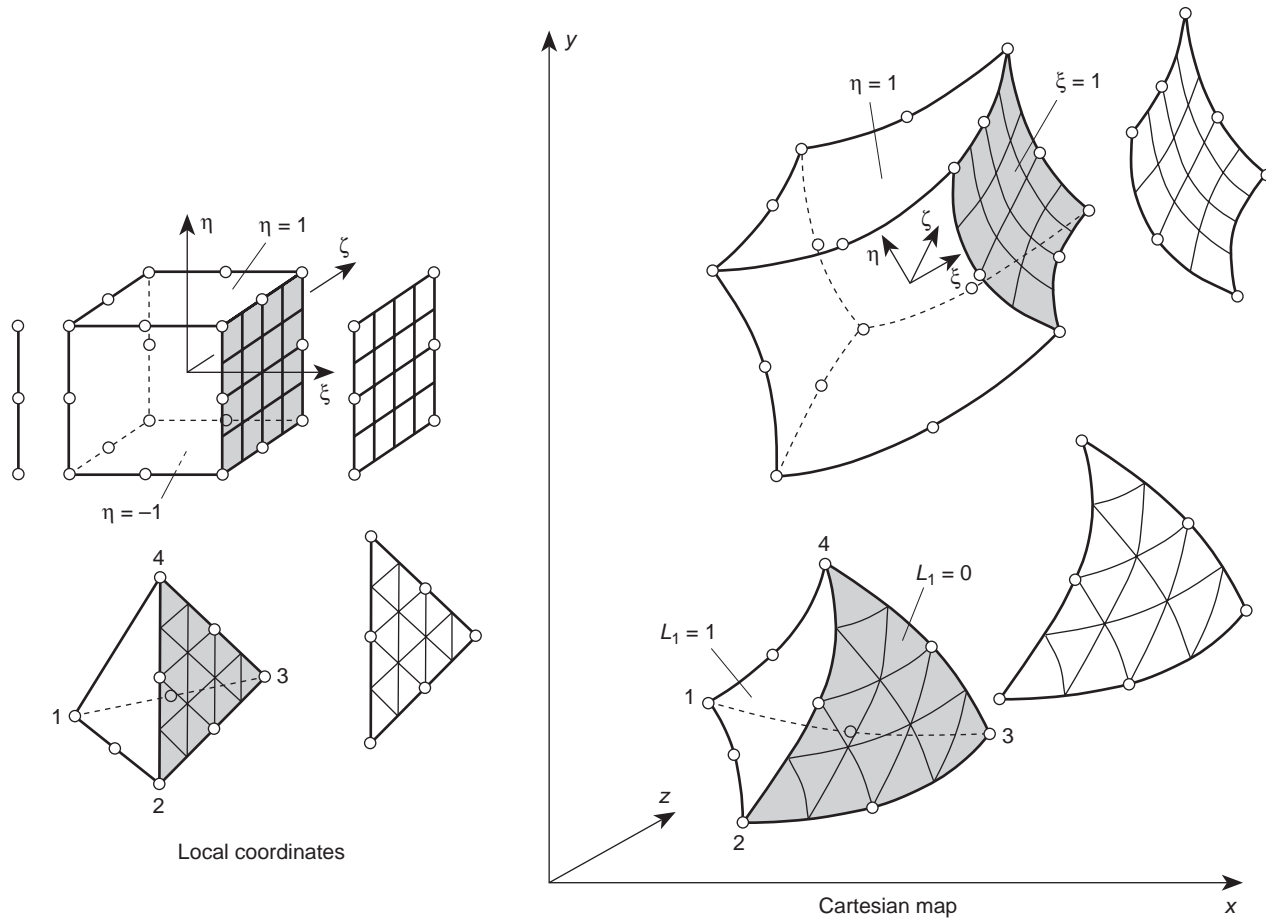 η
η = 1
ζ
ξ
η = –1
4
1
3
2
Local coordinates
y
η = 1
ξ = 1
η
ζ
ξ
4
L1 = 0
L1 = 1
1
3
2
z
Cartesian map
x